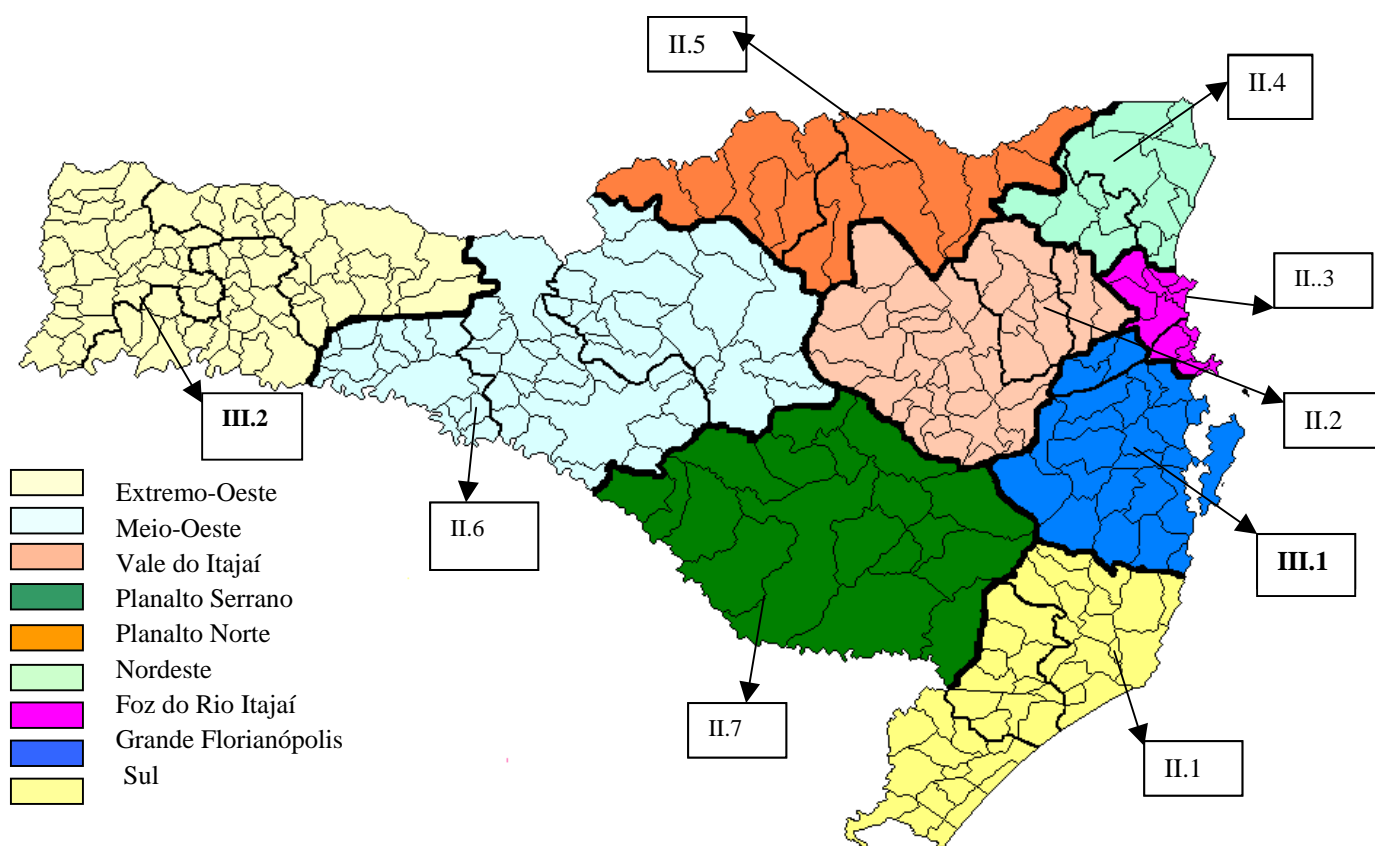 II.5
II.4
II..3
III.2
II.2
Extremo-Oeste
Meio-Oeste
II.6
Vale do Itajaí
III.1
Planalto Serrano
Planalto Norte
Nordeste
Foz do Rio Itajaí
II.7
Grande Florianópolis
II.1
Sul